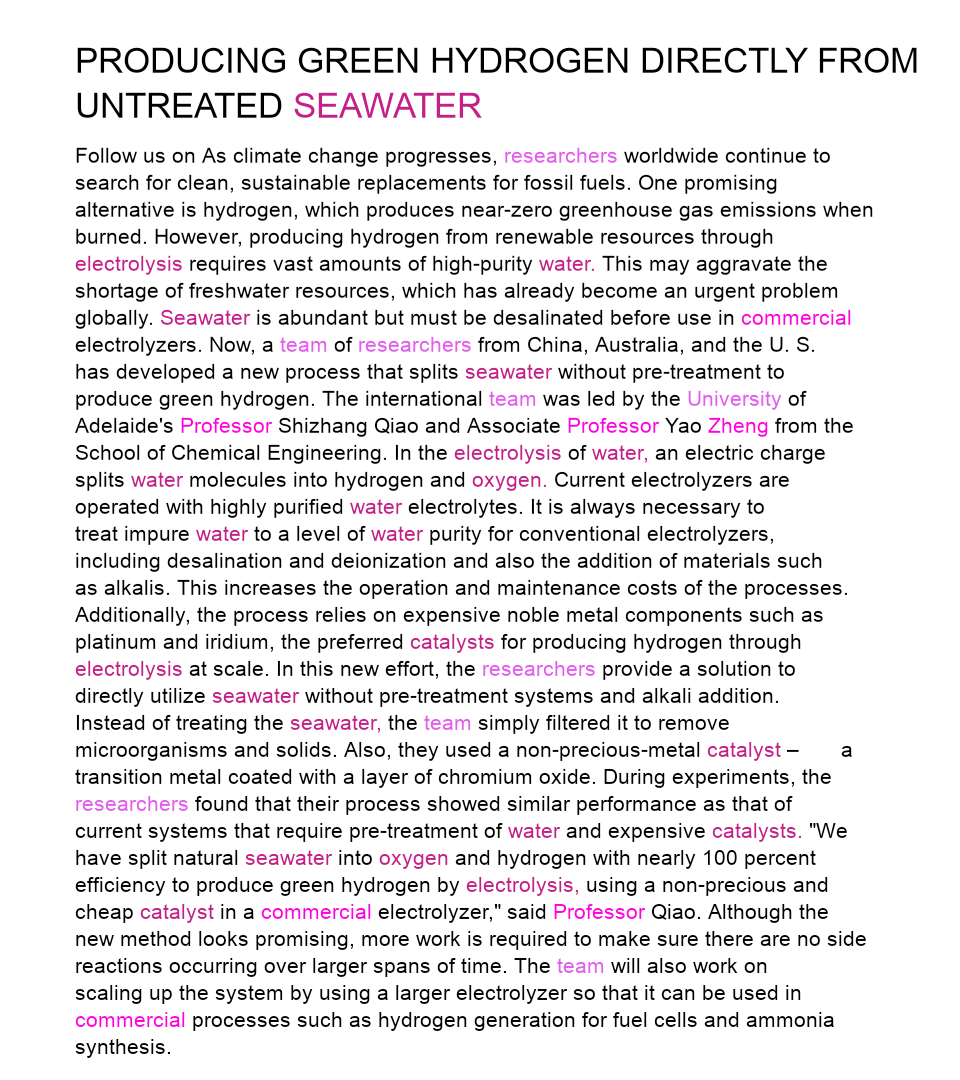 PRODUCING GREEN HYDROGEN DIRECTLY FROM
UNTREATED SEAWATER
Follow us on As climate change progresses, researchers worldwide continue to
search for clean, sustainable replacements for fossil fuels. One promising
alternative is hydrogen, which produces near-zero greenhouse gas emissions when
burned. However, producing hydrogen from renewable resources through
electrolysis requires vast amounts of high-purity water. This may aggravate the
shortage of freshwater resources, which has already become an urgent problem
globally. Seawater is abundant but must be desalinated before use in commercial
electrolyzers. Now, a team of researchers from China, Australia, and the U. S.
has developed a new process that splits seawater without pre-treatment to
produce green hydrogen. The international team was led by the University of
Adelaide's Professor Shizhang Qiao and Associate Professor Yao Zheng from the
School of Chemical Engineering. In the electrolysis of water, an electric charge
splits water molecules into hydrogen and oxygen. Current electrolyzers are
operated with highly purified water electrolytes. It is always necessary to
treat impure water to a level of water purity for conventional electrolyzers,
including desalination and deionization and also the addition of materials such
as alkalis. This increases the operation and maintenance costs of the processes.
Additionally, the process relies on expensive noble metal components such as
platinum and iridium, the preferred catalysts for producing hydrogen through
electrolysis at scale. In this new effort, the researchers provide a solution to
directly utilize seawater without pre-treatment systems and alkali addition.
Instead of treating the seawater, the team simply filtered it to remove
microorganisms and solids. Also, they used a non-precious-metal catalyst – a
transition metal coated with a layer of chromium oxide. During experiments, the
researchers found that their process showed similar performance as that of
current systems that require pre-treatment of water and expensive catalysts. "We
have split natural seawater into oxygen and hydrogen with nearly 100 percent
efficiency to produce green hydrogen by electrolysis, using a non-precious and
cheap catalyst in a commercial electrolyzer," said Professor Qiao. Although the
new method looks promising, more work is required to make sure there are no side
reactions occurring over larger spans of time. The team will also work on
scaling up the system by using a larger electrolyzer so that it can be used in
commercial processes such as hydrogen generation for fuel cells and ammonia
synthesis.